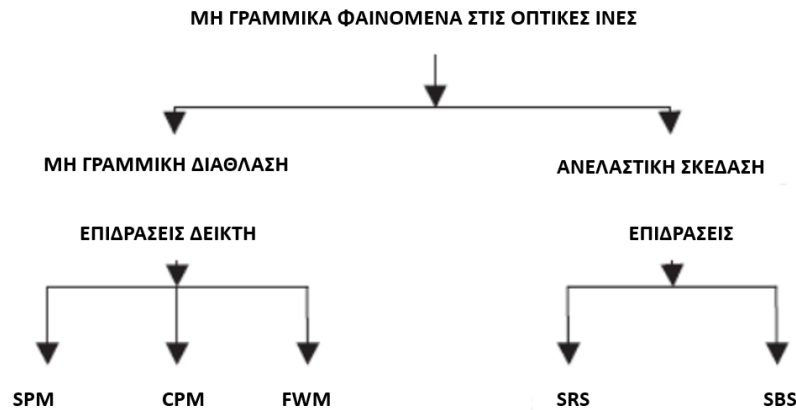 ΜΗ ΓΡΑΜΜΙΚΑ ΦΑΙΝΟΜΕΝΑ ΣΤΙΣ ΟΠΤΙΚΕΣ ΙΝΕΣ
ΜΗ ΓΡΑΜΜΙΚΗ ΔΙΑΘΛΑΣΗ
ΑΝΕΛΑΣΤΙΚΗ ΣΚΕΔΑΣΗ
ΕΠΙΔΡΑΣΕΙΣ ΔΕΙΚΤΗ
ΕΠΙΔΡΑΣΕΙΣ
SPM CPM FWM SRS SBS